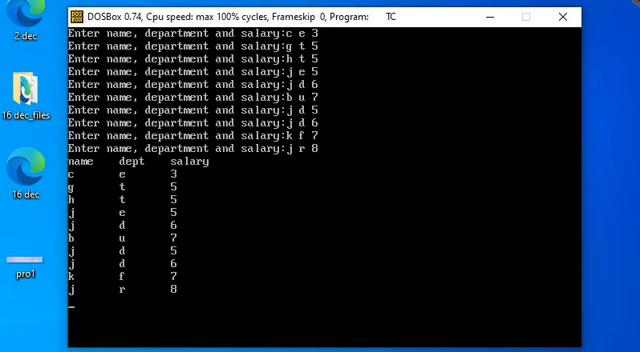 DOSBox 0.74, Cpu speed: max 100% cycles, Frameskip 0, Program: TC
2 dec
16 dec_files
16 dec
pro1
Enter name, department and salary:c e 3
Enter name, department and salary:g t 5
Enter name, department and salary:h t 5
Enter name, department and salary:j e 5
Enter name, department and salary:j d 6
Enter name, department and salary:b u 7
Enter name, department and salary:j d 5
Enter name, department and salary:j d 6
Enter name, department and salary:k f 7
Enter name, department and salary:j r 8
name dept salary
c e 3
g t 5
h t 5
j e 5
j d 6
b u 7
j d 5
j d 6
k f 7
j r 8
_